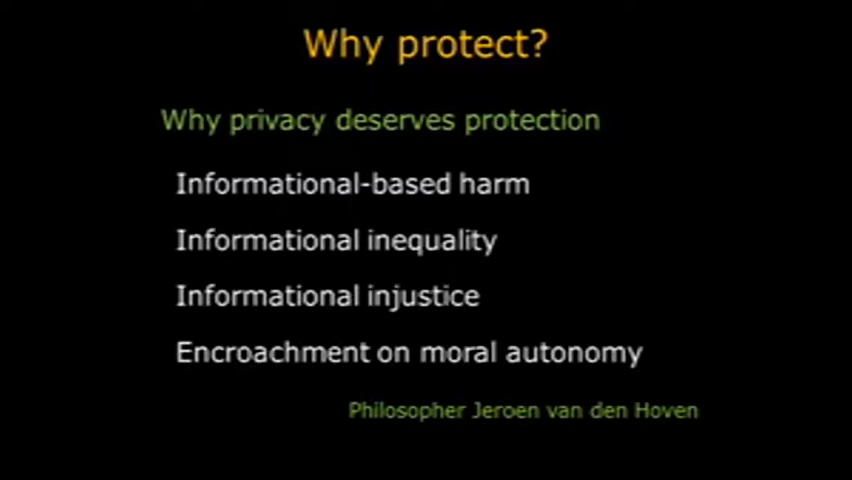 Why protect?
Why privacy deserves protection
Informational-based harm
Informational inequality
Informational injustice
Encroachment on moral autonomy
Philosopher Jeroen van den Hoven